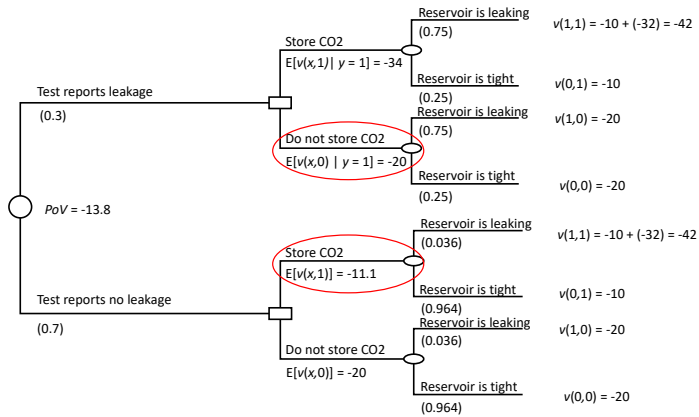 Reservoir is leaking
(0.75)
v(1,1) = -10 + (-32) = -42
Store CO2
E[v(x,1)| y = 1] = -34
Reservoir is tight
(0.25)
v(0,1) = -10
Test reports leakage
(0.3)
Reservoir is leaking
(0.75)
v(1,0) = -20
Do not store CO2
E[v(x,0) | y = 1] = -20
Reservoir is tight
(0.25)
v(0,0) = -20
PoV = -13.8
Reservoir is leaking
(0.036)
v(1,1) = -10 + (-32) = -42
Store CO2
E[v(x,1)] = -11.1
Reservoir is tight
(0.964)
v(0,1) = -10
Test reports no leakage
(0.7)
Reservoir is leaking
(0.036)
v(1,0) = -20
Do not store CO2
E[v(x,0)] = -20
Reservoir is tight
(0.964)
v(0,0) = -20